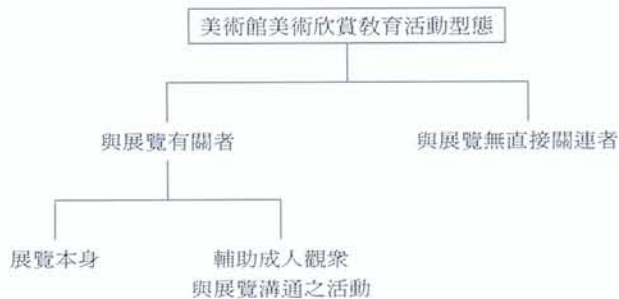 美術館美術欣賞教育活動型態
與展覽有關者
與展覽無直接關連者
展覽本身
輔助成人觀衆
與展覽溝通之活動